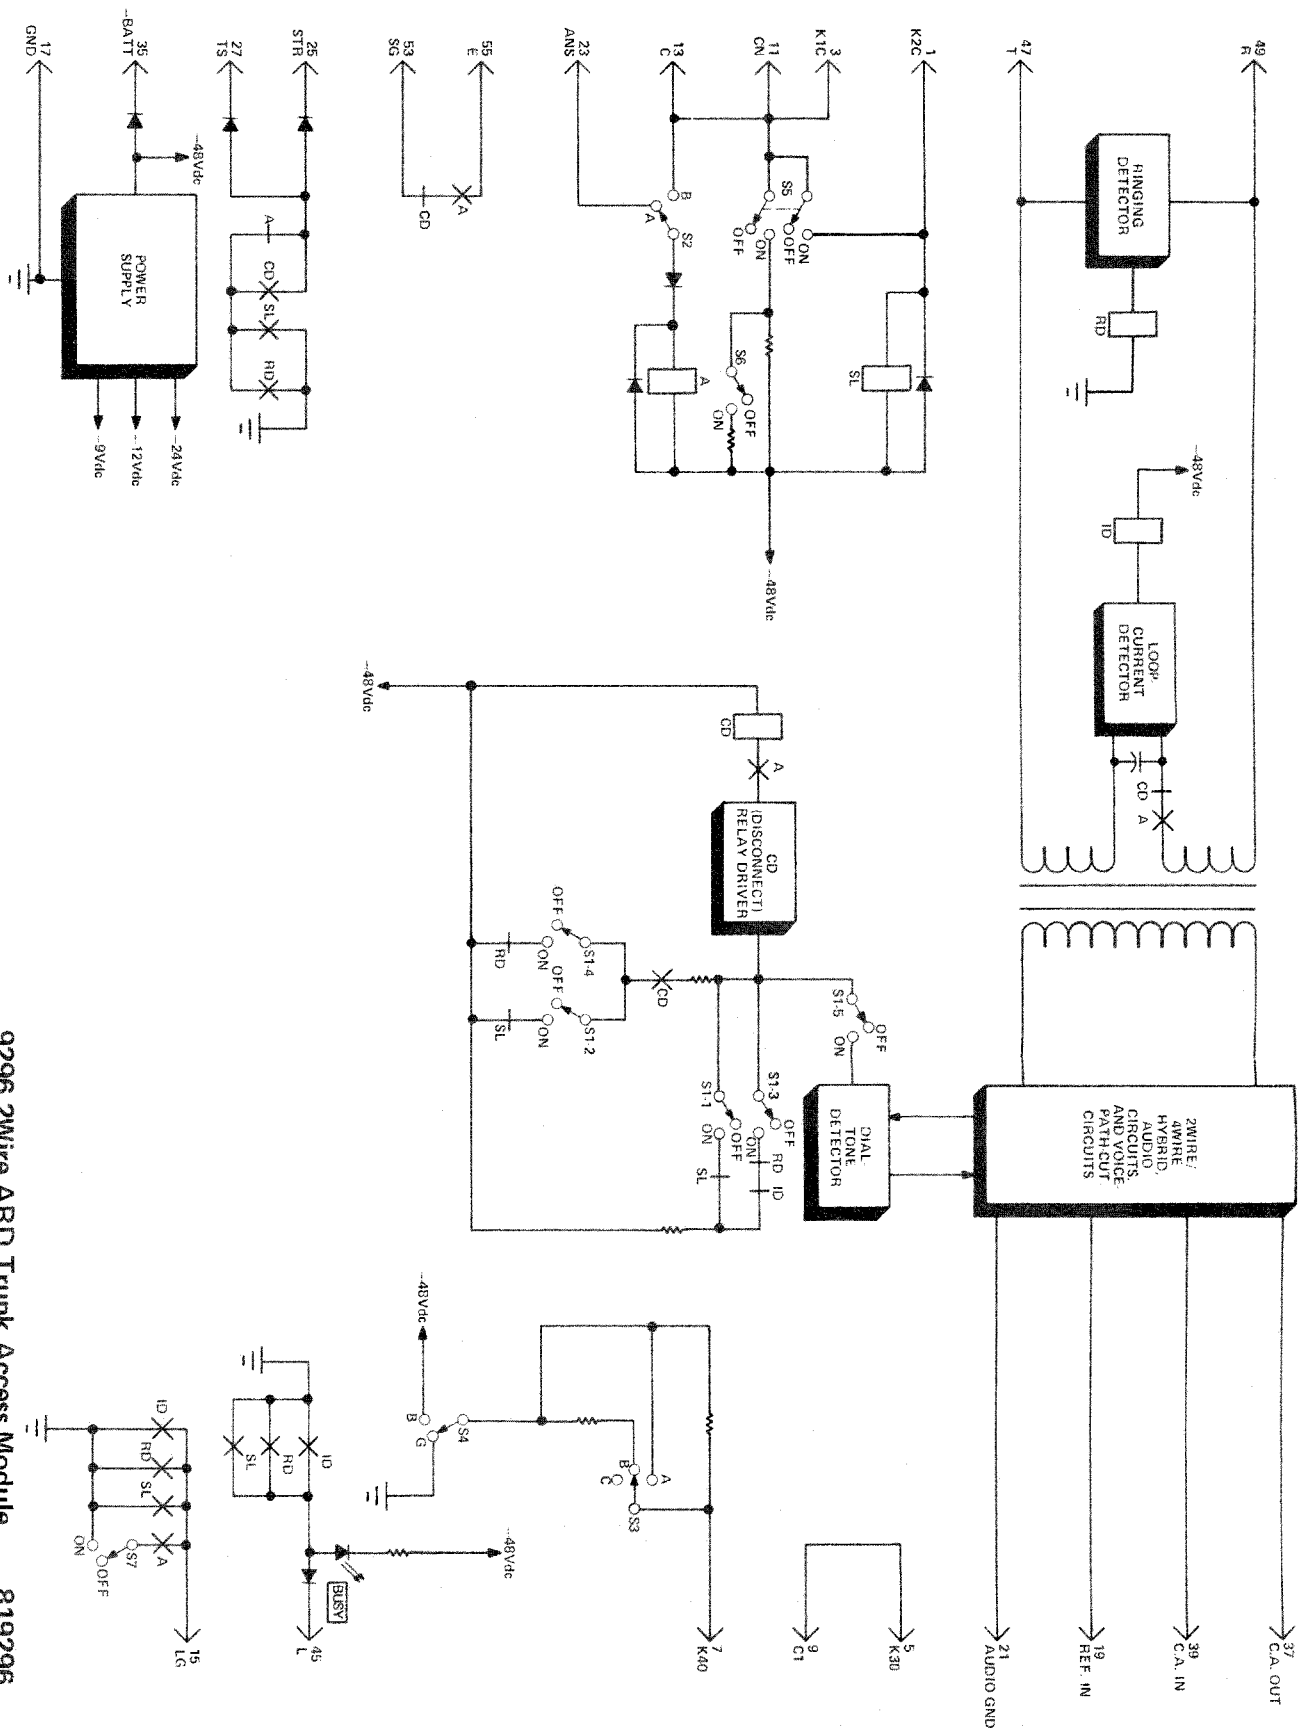 49
R
47
T
1
K2C
3
K1C
11
CN
13
C
23
ANS
55
E
53
SG
25
STR
27
TS
35
-BATT
17
GND
RINGING
DETECTOR
RD
-48Vdc
ID
LOOP-
CURRENT
DETECTOR
CD
A
2WIRE/
4WIRE
HYBRID,
AUDIO
CIRCUITS,
AND VOICE-
PATH-CUT
CIRCUITS
37
C.A. OUT
39
C.A. IN
19
REF. IN
21
AUDIO GND
S5
ON
OFF
ON
OFF
SL
B
A
S2
S6
OFF
ON
A
-48Vdc
A
CD
-48Vdc
A
CD
SL
RD
POWER
SUPPLY
-24Vdc
-12Vdc
-9Vdc
CD
A
CD
(DISCONNECT)
RELAY DRIVER
-48Vdc
S1-5
OFF
ON
DIAL-
TONE
DETECTOR
S1-3
OFF
ON
RD
ID
S1-1
OFF
ON
SL
CD
S1-4
OFF
ON
RD
S1-2
OFF
ON
SL
5
K30
9
C1
7
K40
A
B
C
S3
S4
B
G
-48Vdc
ID
RD
SL
-48Vdc
BUSY
45
L
ID
RD
SL
A
S7
ON
OFF
15
LG
9296 2Wire ARD Trunk Access Module
819296